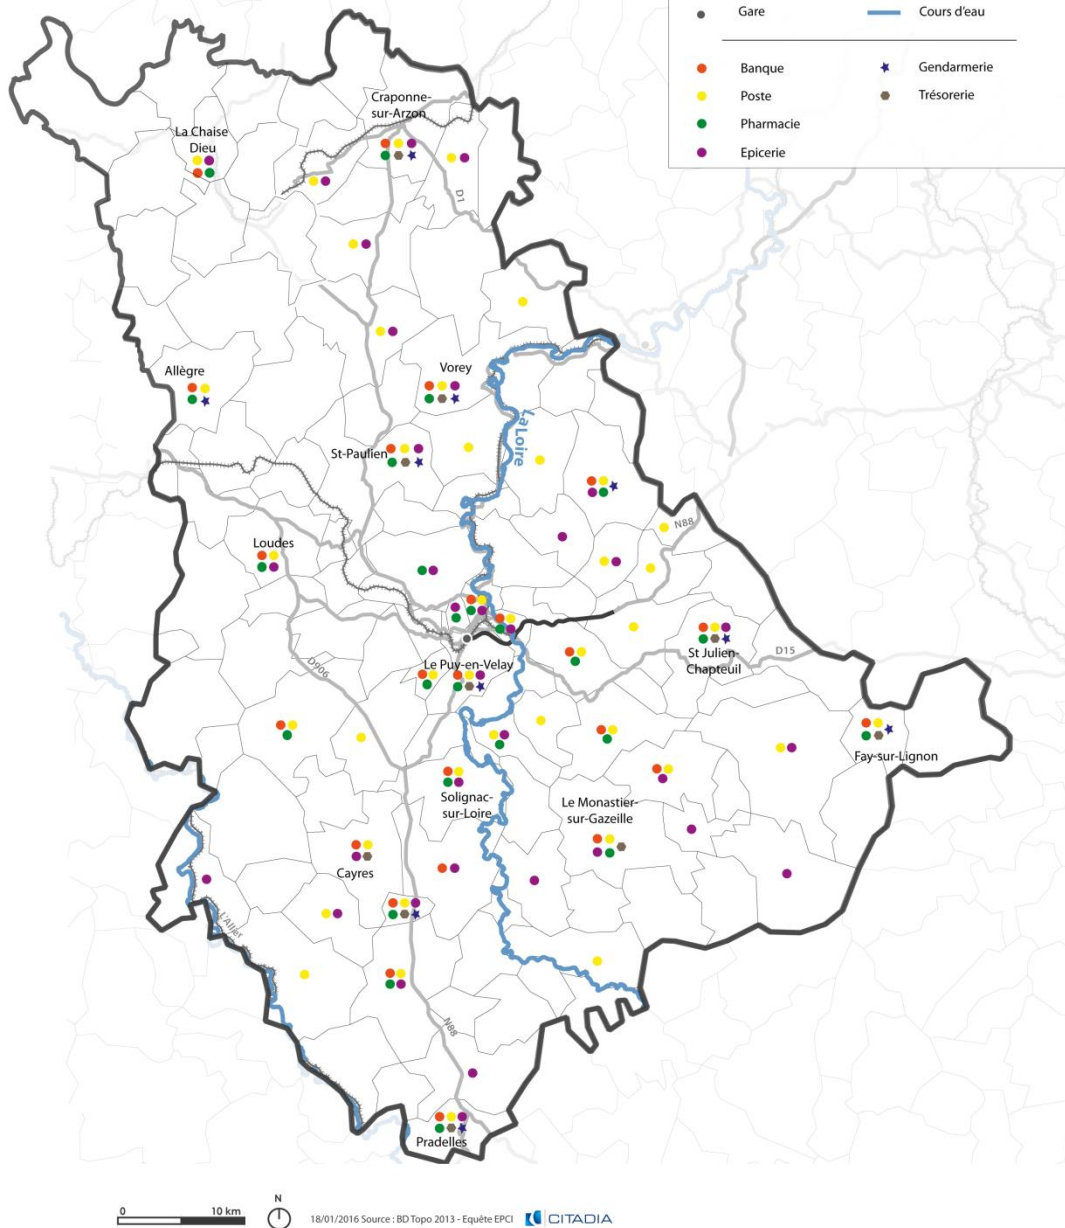 Gare
Cours d'eau
Banque
Gendarmerie
Poste
Trésorerie
Pharmacie
Epicerie
Craponne-
sur-Arzon
La Chaise
Dieu
D1
Allègre
Vorey
La Loire
St-Paulien
N88
Loudes
St Julien-
Chapteuil
D15
Le Puy-en-Velay
D906
Fay-sur-Lignon
Solignac-
sur-Loire
Le Monastier-
sur-Gazeille
Cayres
L'Allier
N88
Pradelles
0 10 km
N
18/01/2016 Source : BD Topo 2013 - Equête EPCI CITADIA